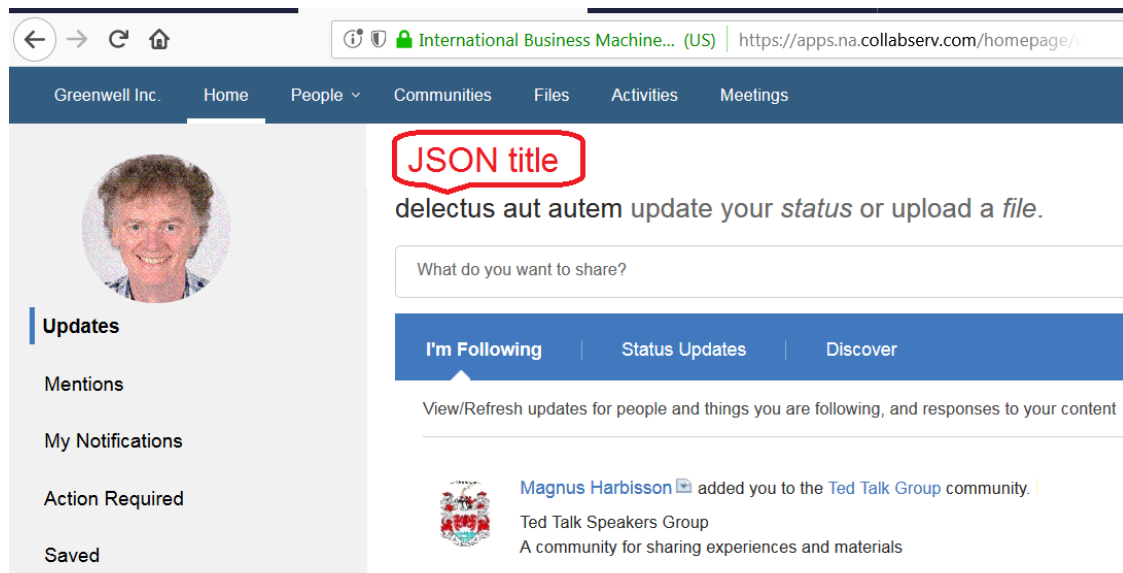 International Business Machine... (US) https://apps.na.collabserv.com/homepage/
Greenwell Inc. Home People Communities Files Activities Meetings
JSON title
delectus aut autem update your status or upload a file.
What do you want to share?
Updates
I'm Following Status Updates Discover
Mentions
View/Refresh updates for people and things you are following, and responses to your content
My Notifications
Magnus Harbisson added you to the Ted Talk Group community.
Action Required
Ted Talk Speakers Group
A community for sharing experiences and materials
Saved